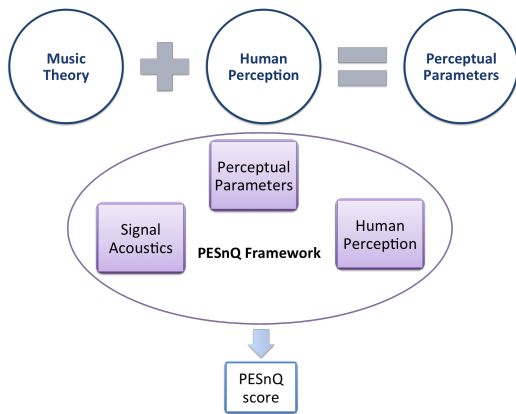 Music
Theory
Human
Perception
Perceptual
Parameters
Perceptual
Parameters
Signal
Acoustics
Human
Perception
PESnQ Framework
PESnQ
score